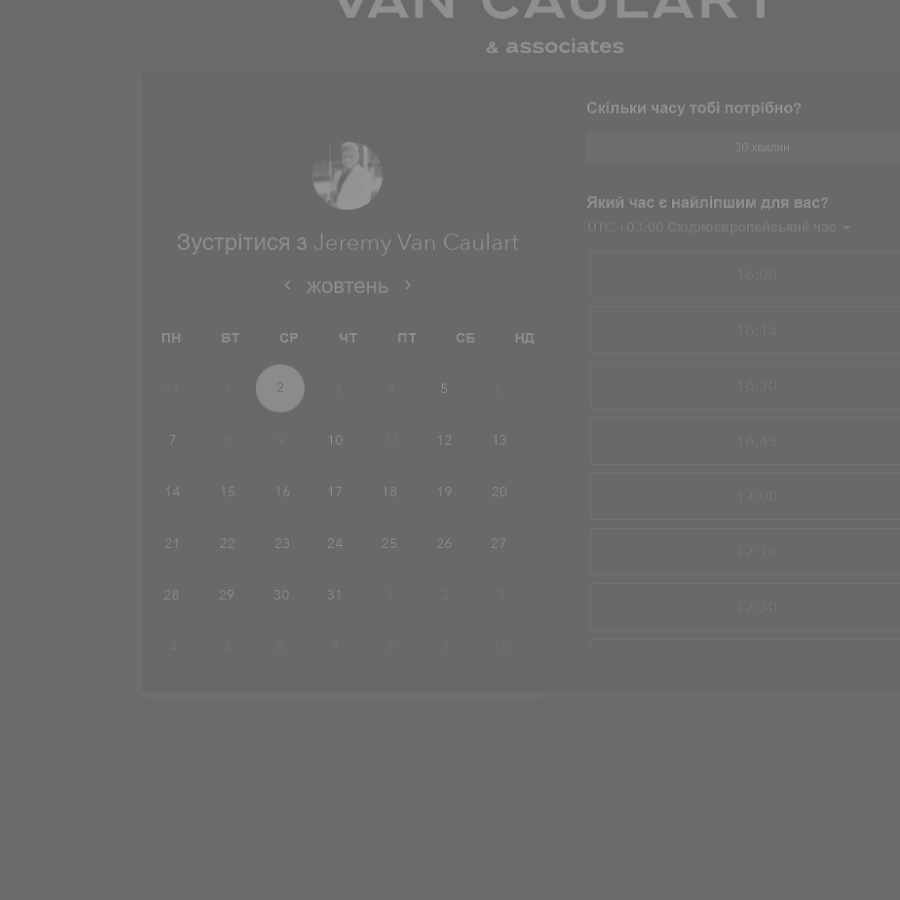 VAN CAULART
& associates
Зустрітися з Jeremy Van Caulart
жовтень
ПН ВТ СР ЧТ ПТ СБ НД
1 2 3 4 5 6
7 8 9 10 11 12 13
14 15 16 17 18 19 20
21 22 23 24 25 26 27
28 29 30 31 1 2 3
4 5 6 7 8 9 10
Скільки часу тобі потрібно?
30 хвилин
Який час є найліпшим для вас?
UTC +03:00 Східноєвропейський час
16:00
16:15
16:30
16:45
17:00
17:15
17:30